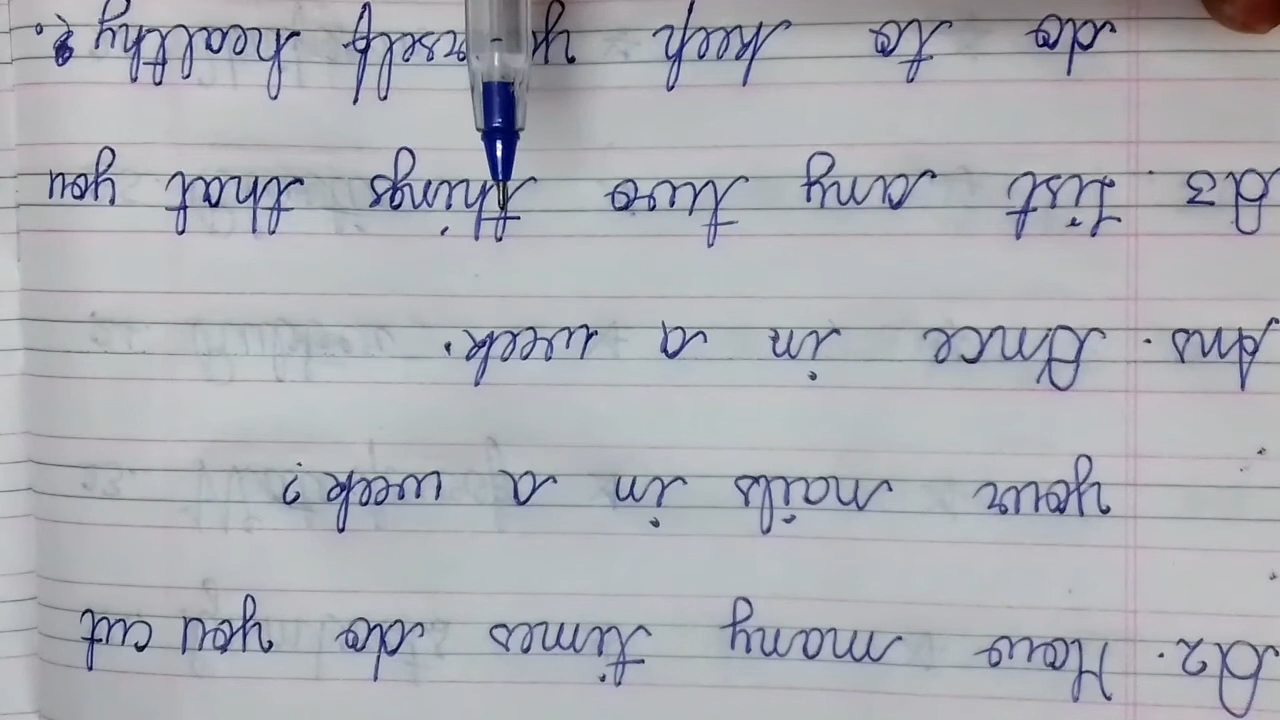 Q2. How many times do you cut
your nails in a week?
Ans. Once in a week.
Q3. List any two things that you
do to keep yourself healthy?